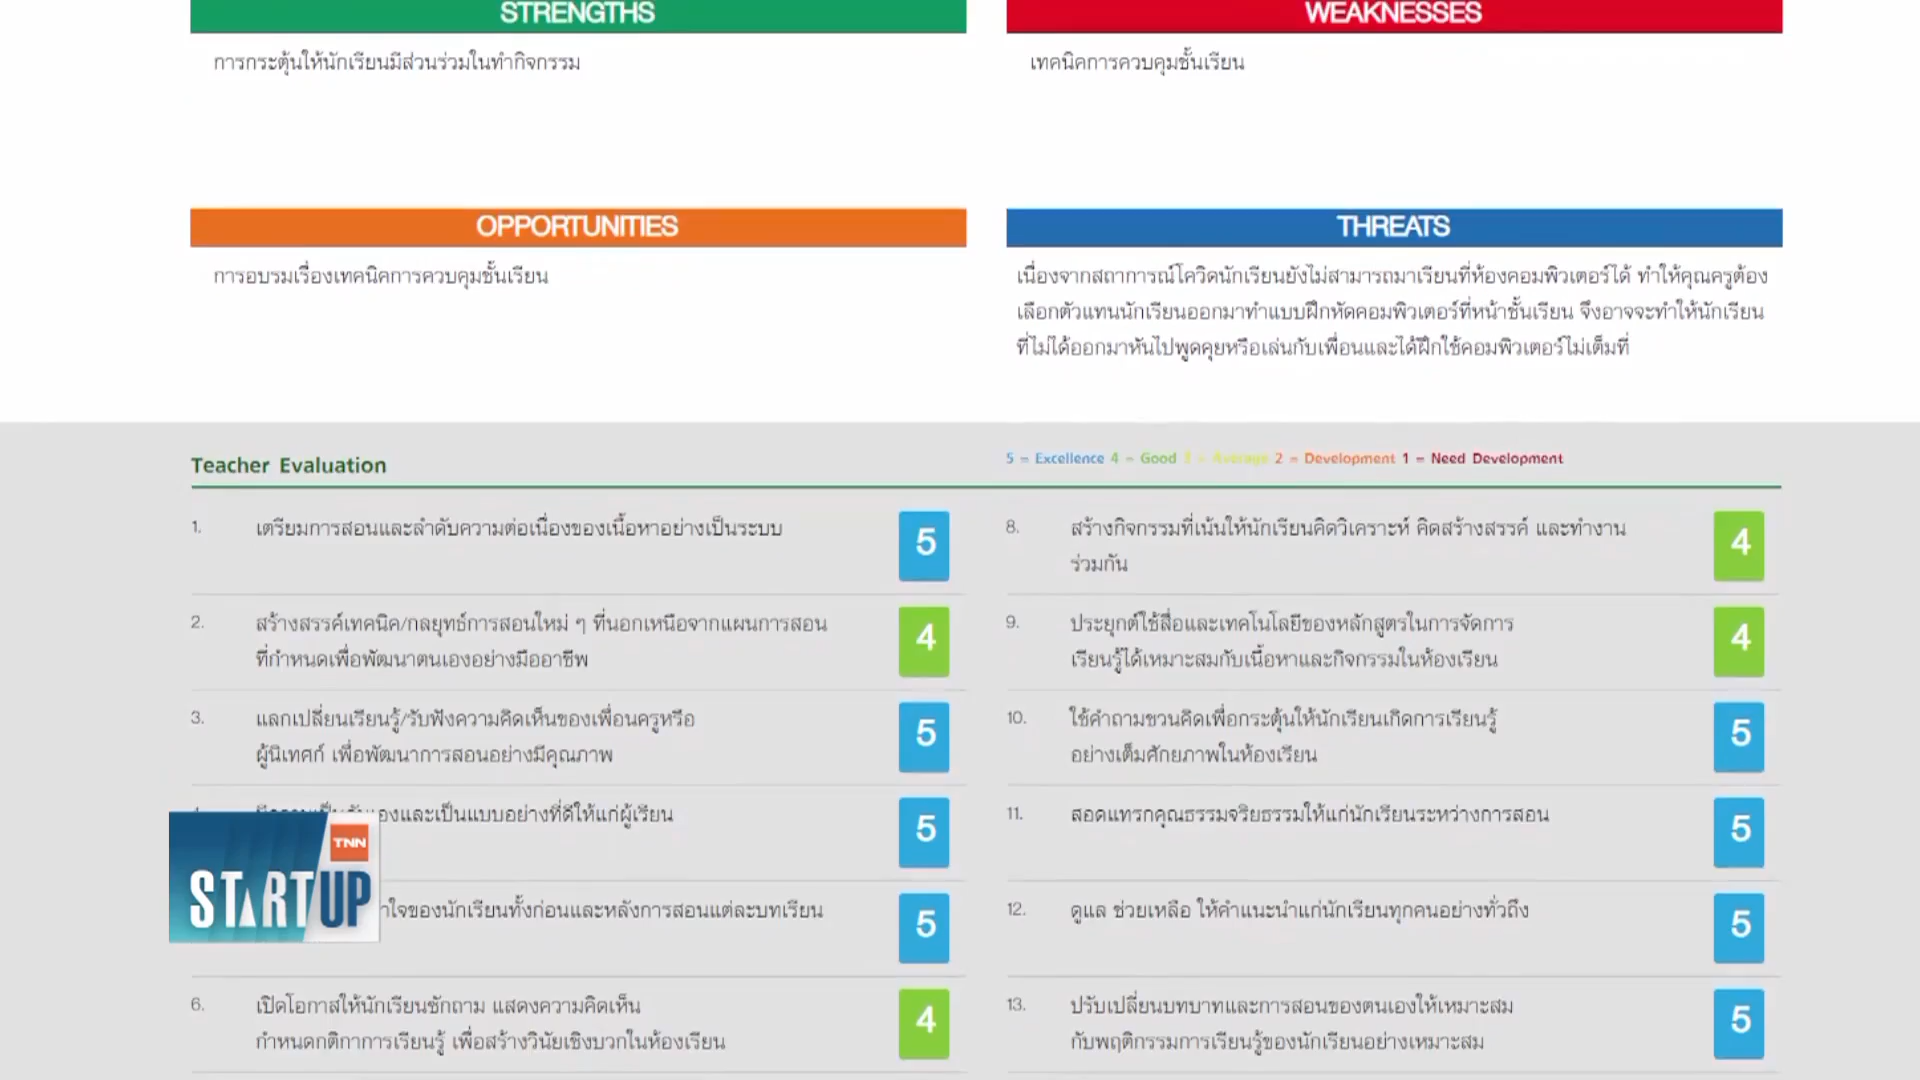 STRENGTHS
การกระตุ้นให้นักเรียนมีส่วนร่วมในทำกิจกรรม
WEAKNESSES
เทคนิคการควบคุมชั้นเรียน
OPPORTUNITIES
การอบรมเรื่องเทคนิคการควบคุมชั้นเรียน
THREATS
เนื่องจากสถาการณ์โควิดนักเรียนยังไม่สามารถมาเรียนที่ห้องคอมพิวเตอร์ได้ ทำให้คุณครูต้อง
เลือกตัวแทนนักเรียนออกมาทำแบบฝึกหัดคอมพิวเตอร์ที่หน้าชั้นเรียน จึงอาจจะทำให้นักเรียน
ที่ไม่ได้ออกมาหันไปพูดคุยหรือเล่นกับเพื่อนและได้ฝึกใช้คอมพิวเตอร์ไม่เต็มที่
Teacher Evaluation
5 = Excellence 4 = Good 3 = Average 2 = Development 1 = Need Development
1. เตรียมการสอนและลำดับความต่อเนื่องของเนื้อหาอย่างเป็นระบบ 5
2. สร้างสรรค์เทคนิค/กลยุทธ์การสอนใหม่ ๆ ที่นอกเหนือจากแผนการสอน
ที่กำหนดเพื่อพัฒนาตนเองอย่างมืออาชีพ 4
3. แลกเปลี่ยนเรียนรู้/รับฟังความคิดเห็นของเพื่อนครูหรือ
ผู้นิเทศก์ เพื่อพัฒนาการสอนอย่างมีคุณภาพ 5
องและเป็นแบบอย่างที่ดีให้แก่ผู้เรียน 5
ของนักเรียนทั้งก่อนและหลังการสอนแต่ละบทเรียน 5
6. เปิดโอกาสให้นักเรียนซักถาม แสดงความคิดเห็น
กำหนดกติกาการเรียนรู้ เพื่อสร้างวินัยเชิงบวกในห้องเรียน 4
8. สร้างกิจกรรมที่เน้นให้นักเรียนคิดวิเคราะห์ คิดสร้างสรรค์ และทำงาน
ร่วมกัน 4
9. ประยุกต์ใช้สื่อและเทคโนโลยีของหลักสูตรในการจัดการ
เรียนรู้ได้เหมาะสมกับเนื้อหาและกิจกรรมในห้องเรียน 4
10. ใช้คำถามชวนคิดเพื่อกระตุ้นให้นักเรียนเกิดการเรียนรู้
อย่างเต็มศักยภาพในห้องเรียน 5
11. สอดแทรกคุณธรรมจริยธรรมให้แก่นักเรียนระหว่างการสอน 5
12. ดูแล ช่วยเหลือ ให้คำแนะนำแก่นักเรียนทุกคนอย่างทั่วถึง 5
13. ปรับเปลี่ยนบทบาทและการสอนของตนเองให้เหมาะสม
กับพฤติกรรมการเรียนรู้ของนักเรียนอย่างเหมาะสม 5
TNN
STARTUP